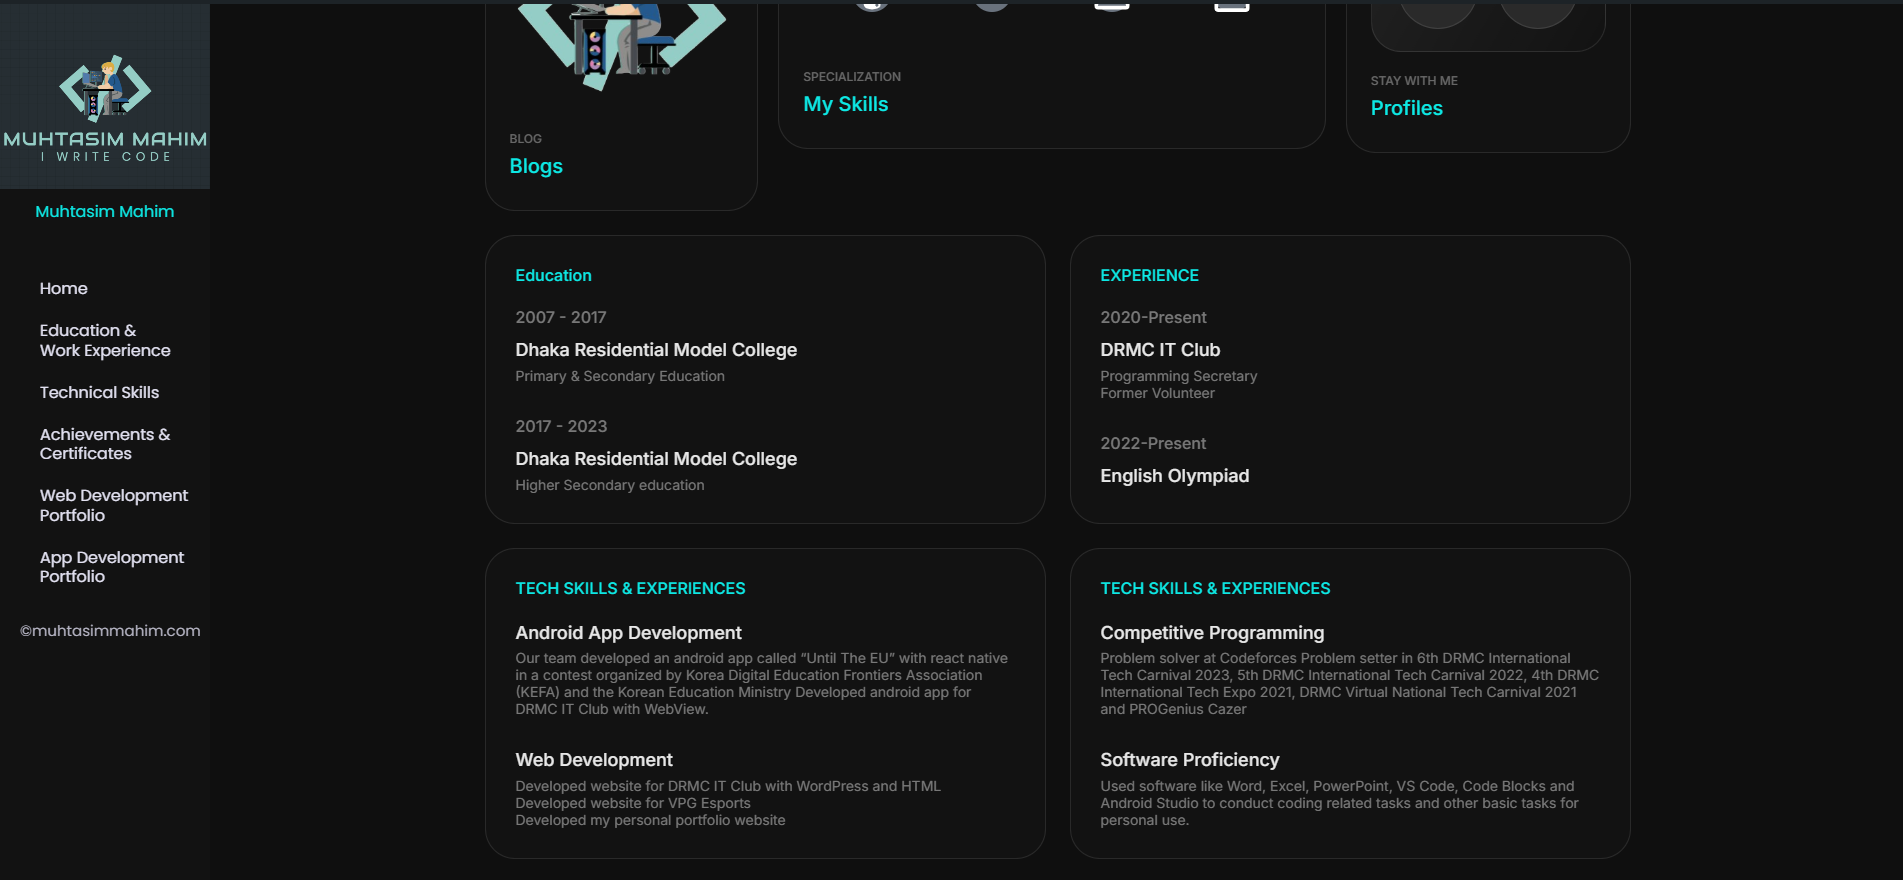 MUHTASIM MAHIM
I WRITE CODE
Muhtasim Mahim
Home
Education &
Work Experience
Technical Skills
Achievements &
Certificates
Web Development
Portfolio
App Development
Portfolio
©muhtasimmahim.com
BLOG
Blogs
SPECIALIZATION
My Skills
STAY WITH ME
Profiles
Education
2007 - 2017
Dhaka Residential Model College
Primary & Secondary Education
2017 - 2023
Dhaka Residential Model College
Higher Secondary education
EXPERIENCE
2020-Present
DRMC IT Club
Programming Secretary
Former Volunteer
2022-Present
English Olympiad
TECH SKILLS & EXPERIENCES
Android App Development
Our team developed an android app called “Until The EU” with react native
in a contest organized by Korea Digital Education Frontiers Association
(KEFA) and the Korean Education Ministry Developed android app for
DRMC IT Club with WebView.
Web Development
Developed website for DRMC IT Club with WordPress and HTML
Developed website for VPG Esports
Developed my personal portfolio website
TECH SKILLS & EXPERIENCES
Competitive Programming
Problem solver at Codeforces Problem setter in 6th DRMC International
Tech Carnival 2023, 5th DRMC International Tech Carnival 2022, 4th DRMC
International Tech Expo 2021, DRMC Virtual National Tech Carnival 2021
and PROGenius Cazer
Software Proficiency
Used software like Word, Excel, PowerPoint, VS Code, Code Blocks and
Android Studio to conduct coding related tasks and other basic tasks for
personal use.